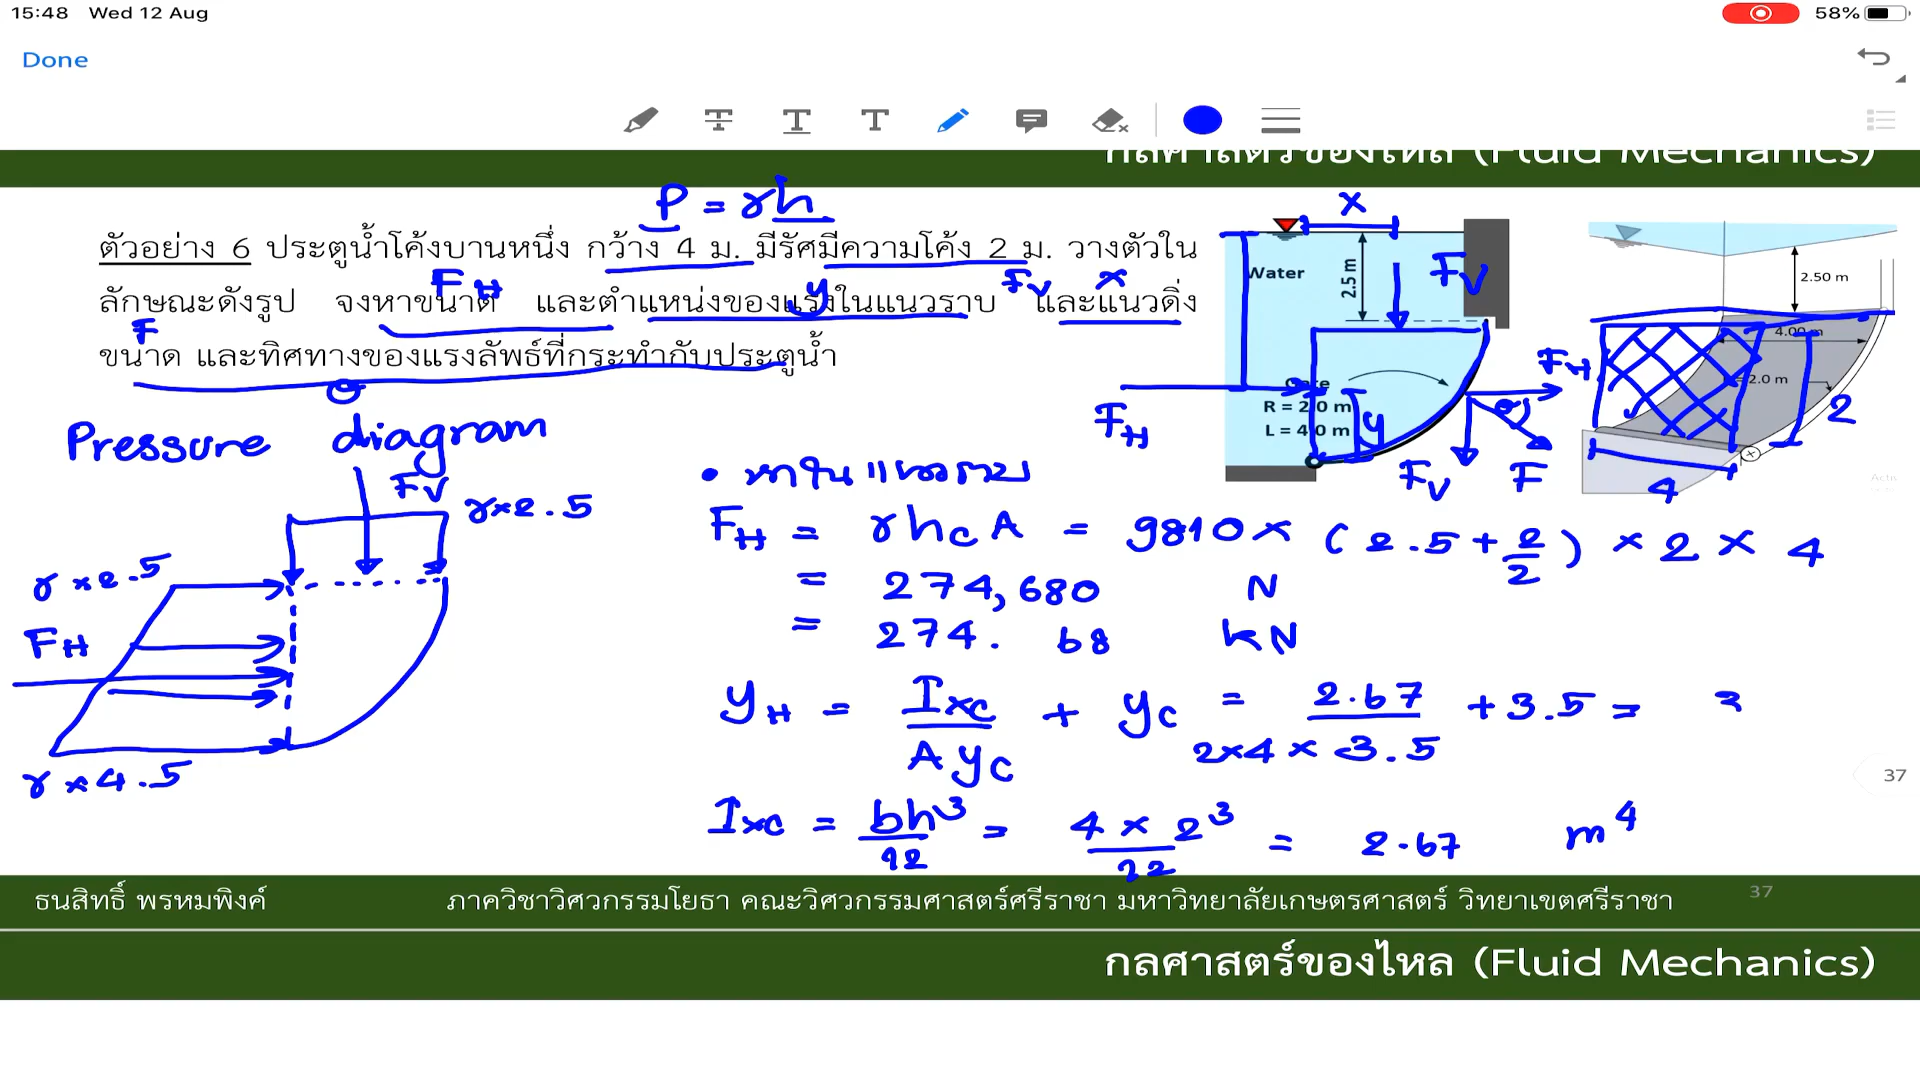 15:48 Wed 12 Aug
58%
Done
T T T
กลศาสตร์ของไหล (Fluid Mechanics)
P = γh
ตัวอย่าง 6 ประตูน้ำโค้งบานหนึ่ง กว้าง 4 ม. มีรัศมีความโค้ง 2 ม. วางตัวใน
FH y Fv x
ลักษณะดังรูป จงหาขนาด และตำแหน่งของแรงในแนวราบ และแนวดิ่ง
F
ขนาด และทิศทางของแรงลัพธ์ที่กระทำกับประตูน้ำ
θ
x
Water
2.5 m
Fv
R = 2.0 m
L = 4.0 m
y
FH
FH
θ
Fv
F
2.50 m
4.00 m
2.0 m
2
4
Pressure diagram
Fv
γ×2.5
γ×2.5
FH
γ×4.5
• หาในแนวราบ
FH = γhcA = 9810 × (2.5 + 2/2) × 2 × 4
= 274,680 N
= 274.68 kN
yH = Ixc / A yc + yc = 2.67 / 2×4×3.5 + 3.5 =
Ixc = bh³ / 12 = 4 × 2³ / 12 = 2.67 m⁴
37
ธนสิทธิ์ พรหมพิงค์ ภาควิชาวิศวกรรมโยธา คณะวิศวกรรมศาสตร์ศรีราชา มหาวิทยาลัยเกษตรศาสตร์ วิทยาเขตศรีราชา 37
กลศาสตร์ของไหล (Fluid Mechanics)